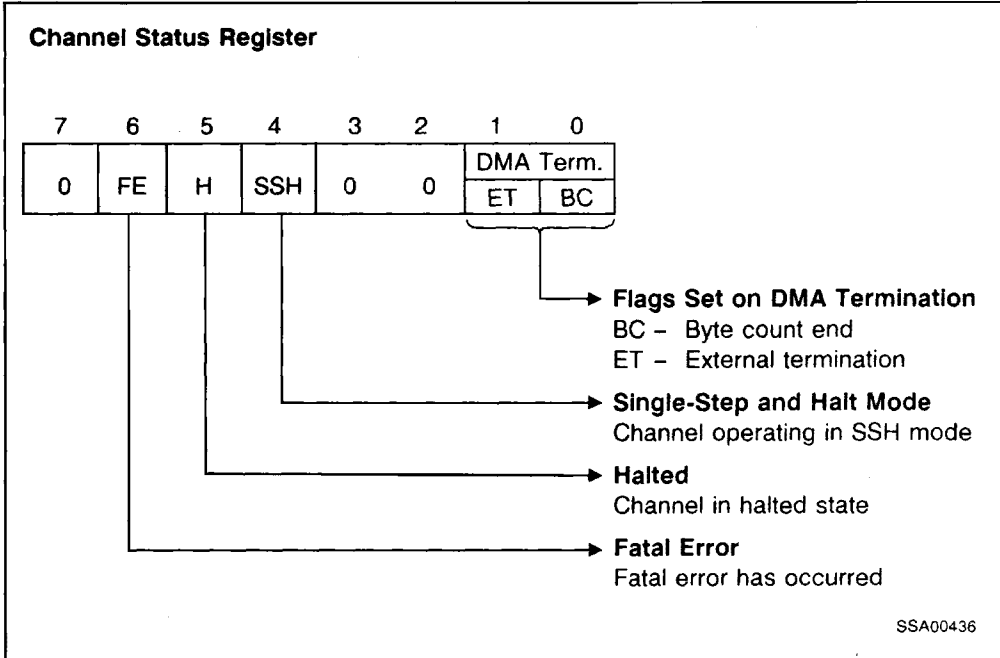 Channel Status Register
7 6 5 4 3 2 1 0
0 FE H SSH 0 0 DMA Term.
ET BC
Flags Set on DMA Termination
BC – Byte count end
ET – External termination
Single-Step and Halt Mode
Channel operating in SSH mode
Halted
Channel in halted state
Fatal Error
Fatal error has occurred
SSA00436